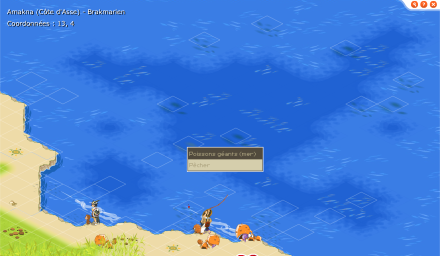 Amakna (Côte d'Asse) - Brakmarien
Coordonnées : 13, 4
Poissons géants (mer)
Pêcher